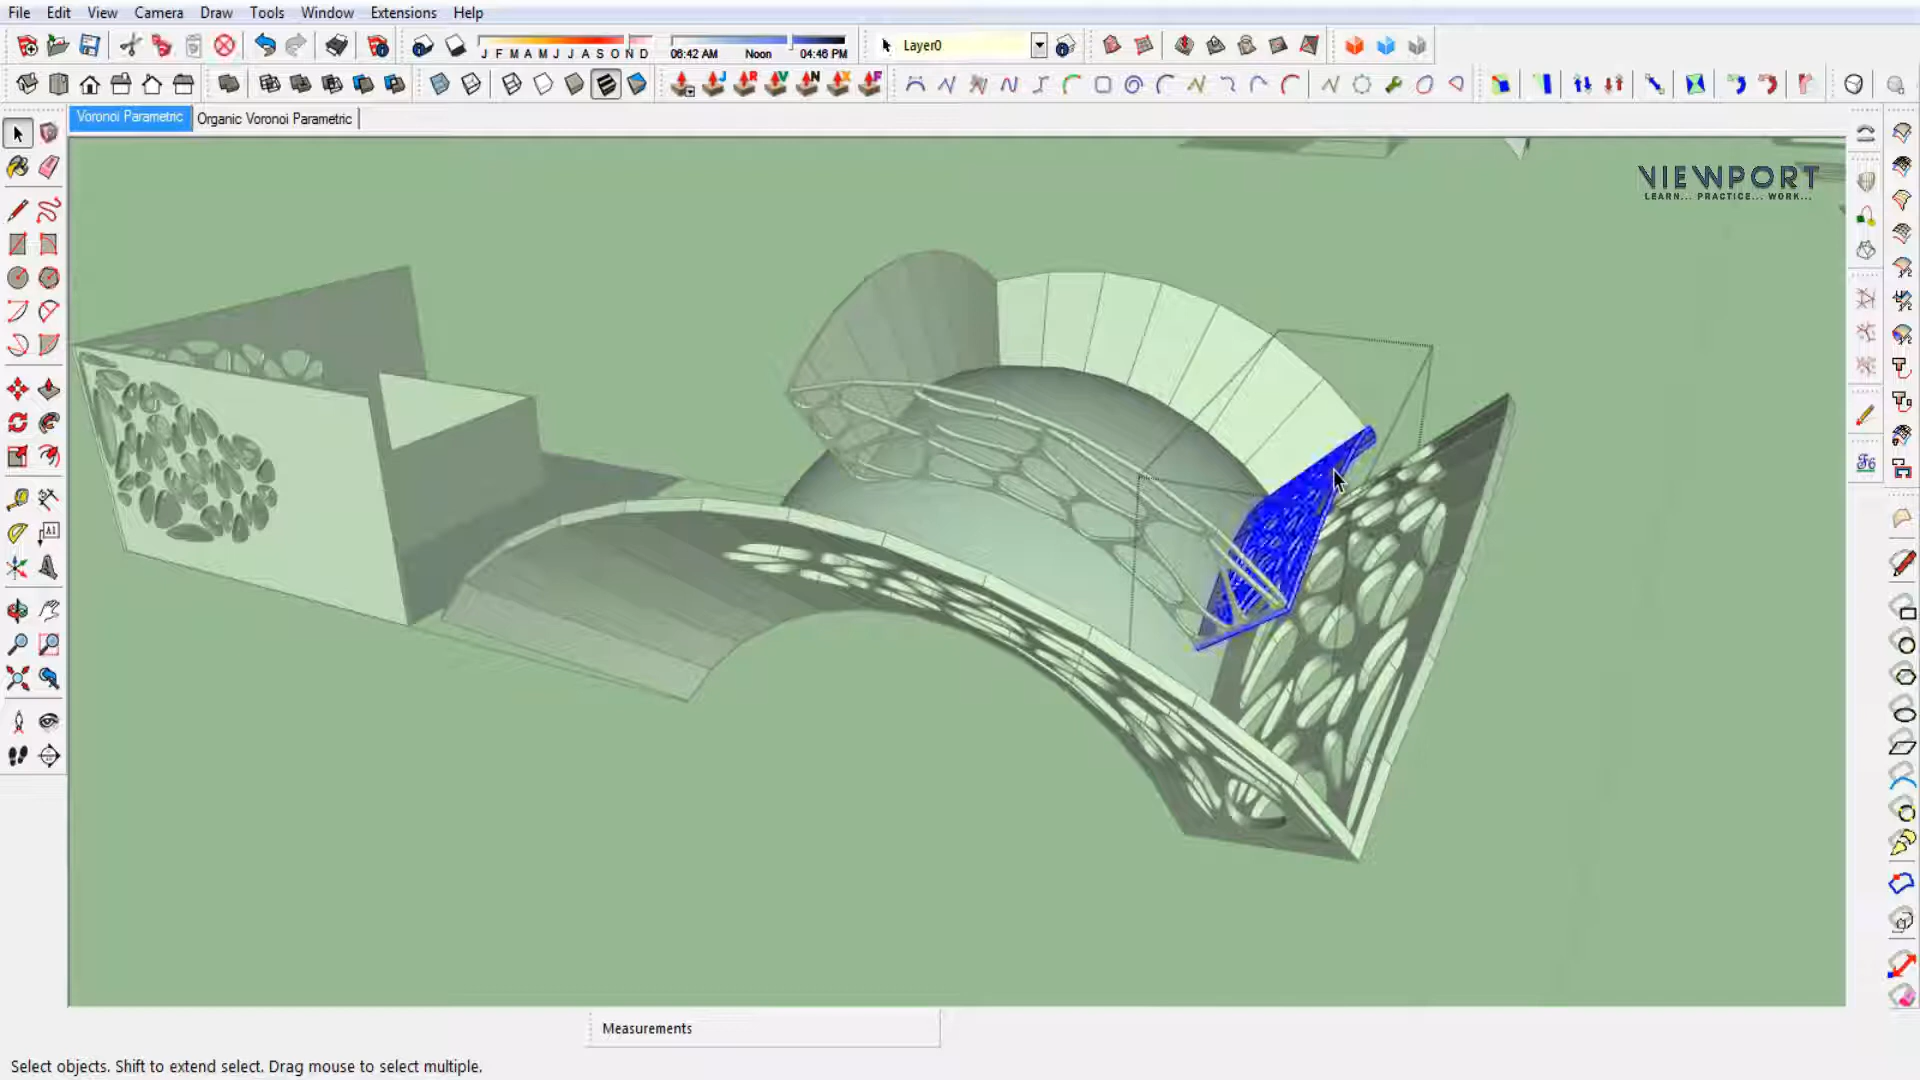 File Edit View Camera Draw Tools Window Extensions Help
J F M A M J J A S O N D 06:42 AM Noon 04:46 PM Layer0
J R V N X F
Voronoi Parametric Organic Voronoi Parametric
VIEWPORT
LEARN... PRACTICE... WORK...
A1
Measurements
Select objects. Shift to extend select. Drag mouse to select multiple.